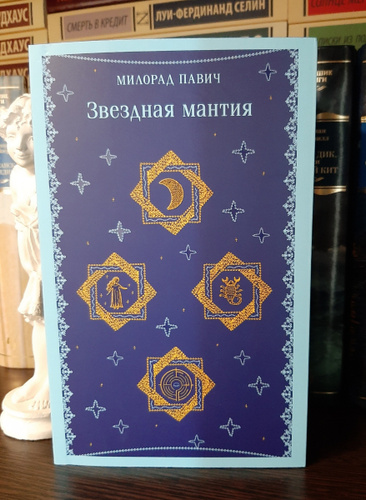 СМЕРТЬ В КРЕДИТ
ЛУИ-ФЕРДИНАНД СЕЛИН
МИЛОРАД ПАВИЧ
Звездная мантия